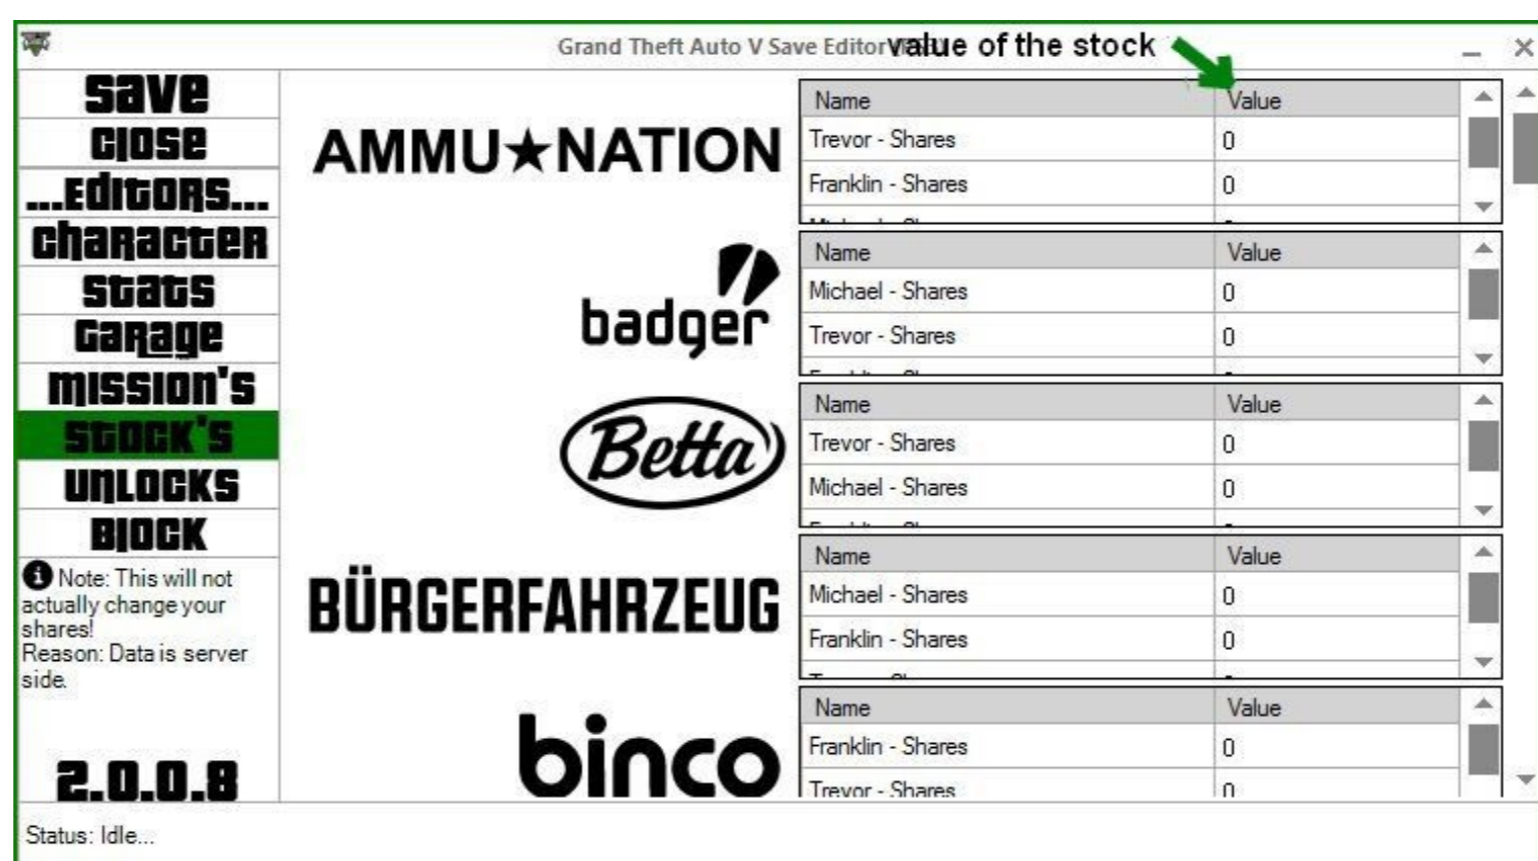 Grand Theft Auto V Save Editor
value of the stock
save
close
...Editors...
character
stats
Garage
mission's
stock's
unlocks
Block
Note: This will not
actually change your
shares!
Reason: Data is server
side.
2.0.0.8
Status: Idle...
AMMU★NATION
Name Value
Trevor - Shares 0
Franklin - Shares 0
badger
Name Value
Michael - Shares 0
Trevor - Shares 0
Betta
Name Value
Trevor - Shares 0
Michael - Shares 0
BÜRGERFAHRZEUG
Name Value
Michael - Shares 0
Franklin - Shares 0
binco
Name Value
Franklin - Shares 0
Trevor - Shares 0